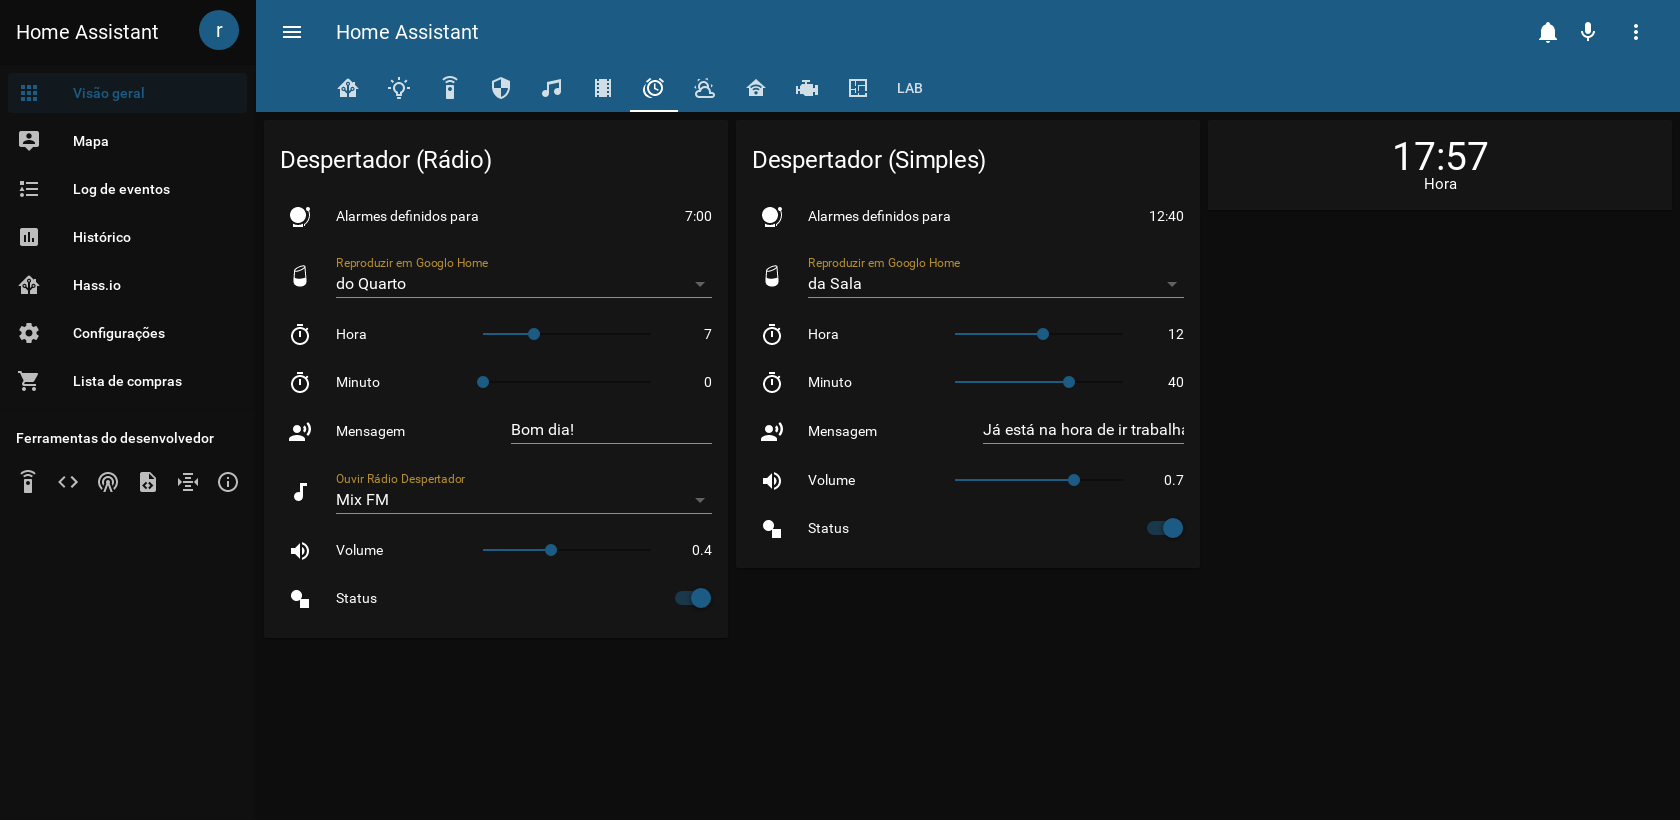 Home Assistant
r
Visão geral
Mapa
Log de eventos
Histórico
Hass.io
Configurações
Lista de compras
Ferramentas do desenvolvedor
Home Assistant
LAB
Despertador (Rádio)
Alarmes definidos para 7:00
Reproduzir em Googlo Home
do Quarto
Hora 7
Minuto 0
Mensagem Bom dia!
Ouvir Rádio Despertador
Mix FM
Volume 0.4
Status
Despertador (Simples)
Alarmes definidos para 12:40
Reproduzir em Googlo Home
da Sala
Hora 12
Minuto 40
Mensagem Já está na hora de ir trabalha
Volume 0.7
Status
17:57
Hora